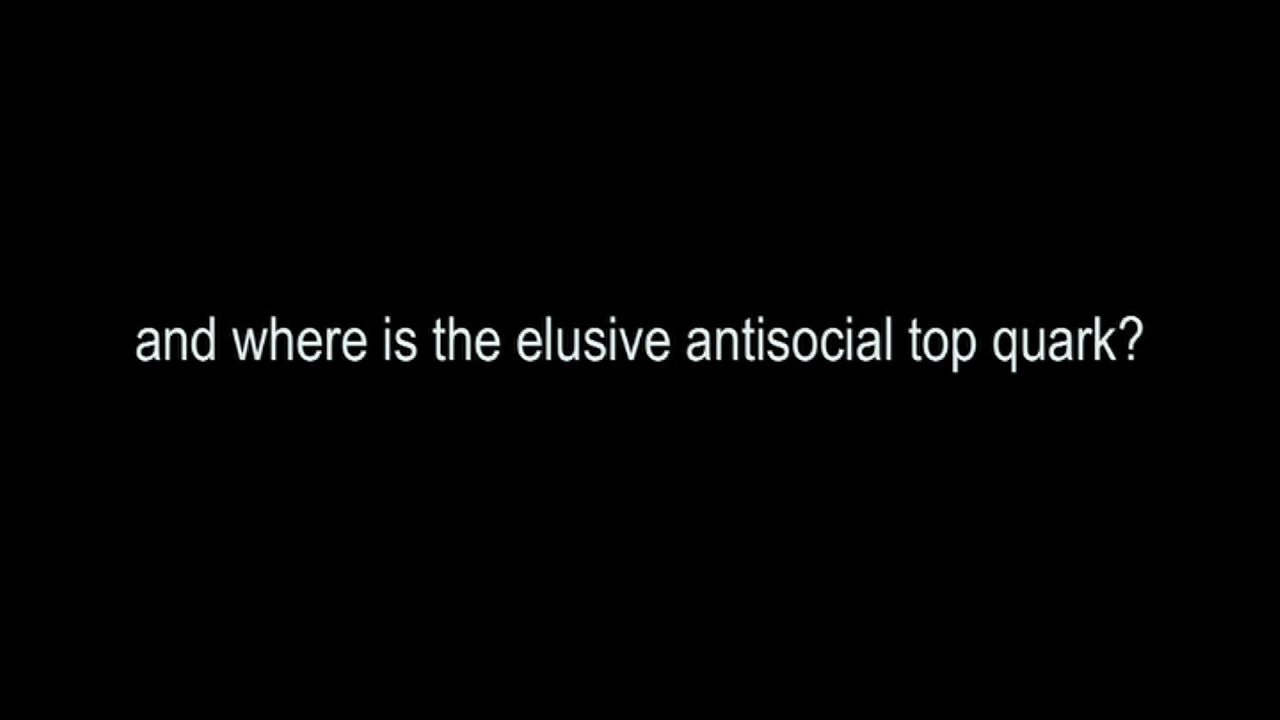 and where is the elusive antisocial top quark?